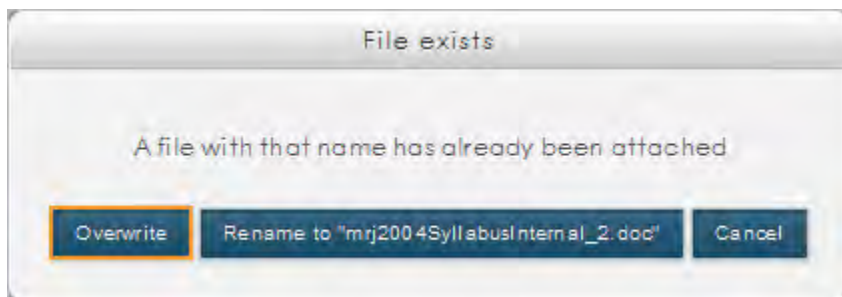 File exists
A file with that name has already been attached
Overwrite Rename to "mrj2004SyllabusInternal_2.doc" Cancel